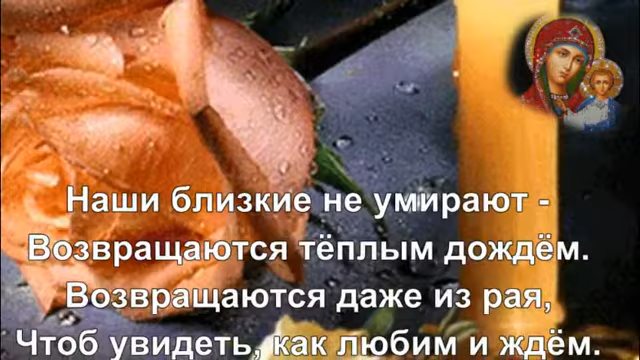 Наши близкие не умирают -
Возвращаются тёплым дождём.
Возвращаются даже из рая,
Чтоб увидеть, как любим и ждём.